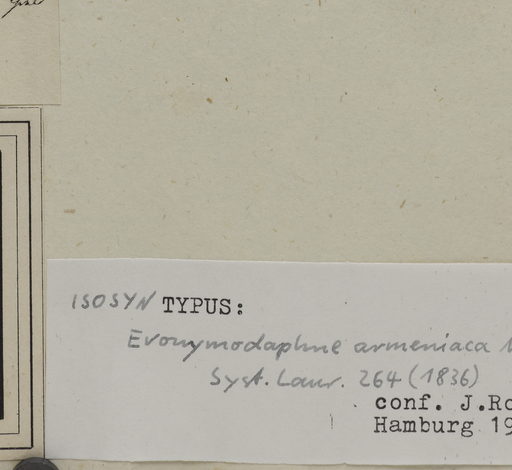 ISOSYN TYPUS:
Evonymodaphne armeniaca
Syst. Laur. 264 (1836)
conf. J.Ro
Hamburg 19